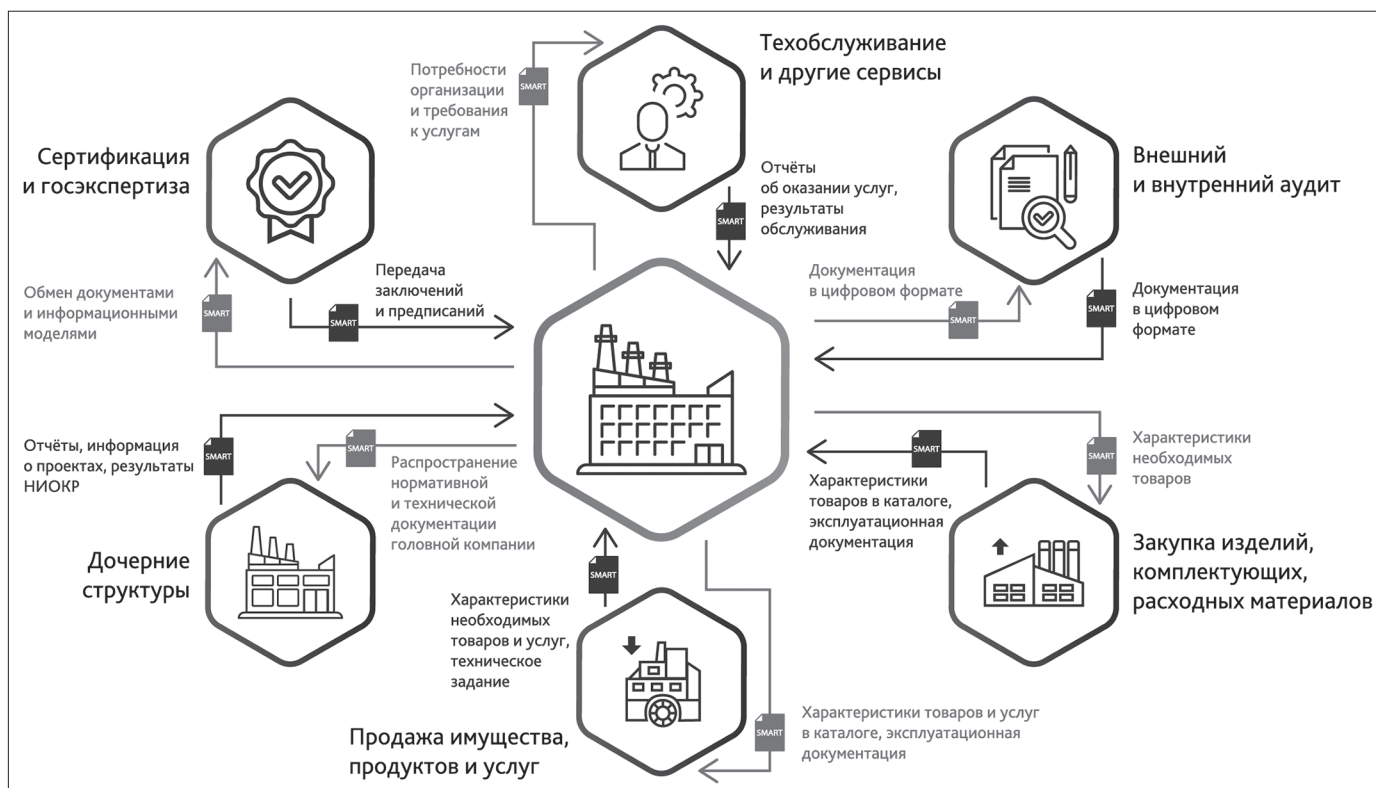 Техобслуживание
и другие сервисы
Потребности
организации
и требования
к услугам
SMART
Отчёты
об оказании услуг,
результаты
обслуживания
SMART
Сертификация
и госэкспертиза
Обмен документами
и информационными
моделями
SMART
Передача
заключений
и предписаний
SMART
Внешний
и внутренний аудит
Документация
в цифровом формате
SMART
Документация
в цифровом
формате
SMART
Отчёты, информация
о проектах, результаты
НИОКР
SMART
Распространение
нормативной
и технической
документации
головной компании
SMART
Дочерние
структуры
Характеристики
товаров в каталоге,
эксплуатационная
документация
SMART
Характеристики
необходимых
товаров
SMART
Закупка изделий,
комплектующих,
расходных материалов
Характеристики
необходимых
товаров и услуг,
техническое
задание
SMART
Продажа имущества,
продуктов и услуг
Характеристики товаров и услуг
в каталоге, эксплуатационная
документация
SMART